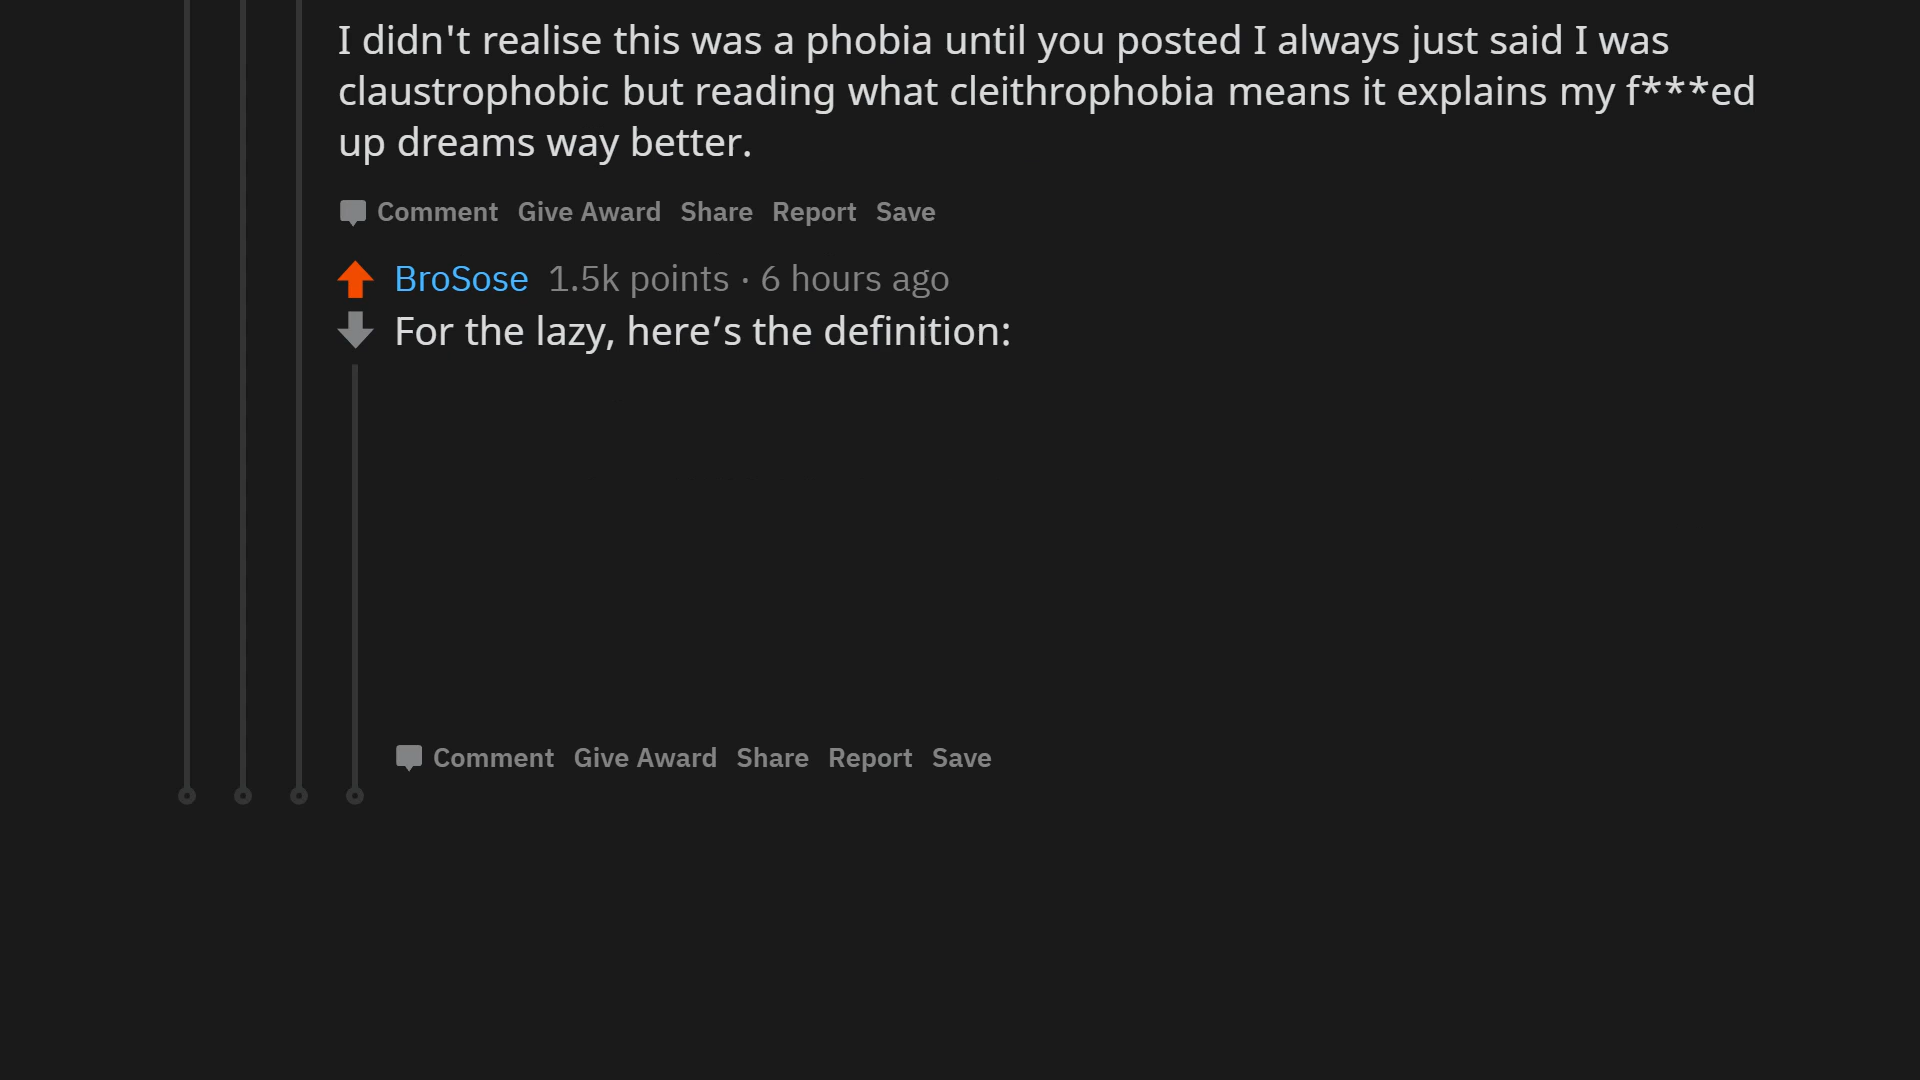 I didn't realise this was a phobia until you posted I always just said I was
claustrophobic but reading what cleithrophobia means it explains my f***ed
up dreams way better.
Comment Give Award Share Report Save
BroSose 1.5k points · 6 hours ago
For the lazy, here’s the definition:
Comment Give Award Share Report Save